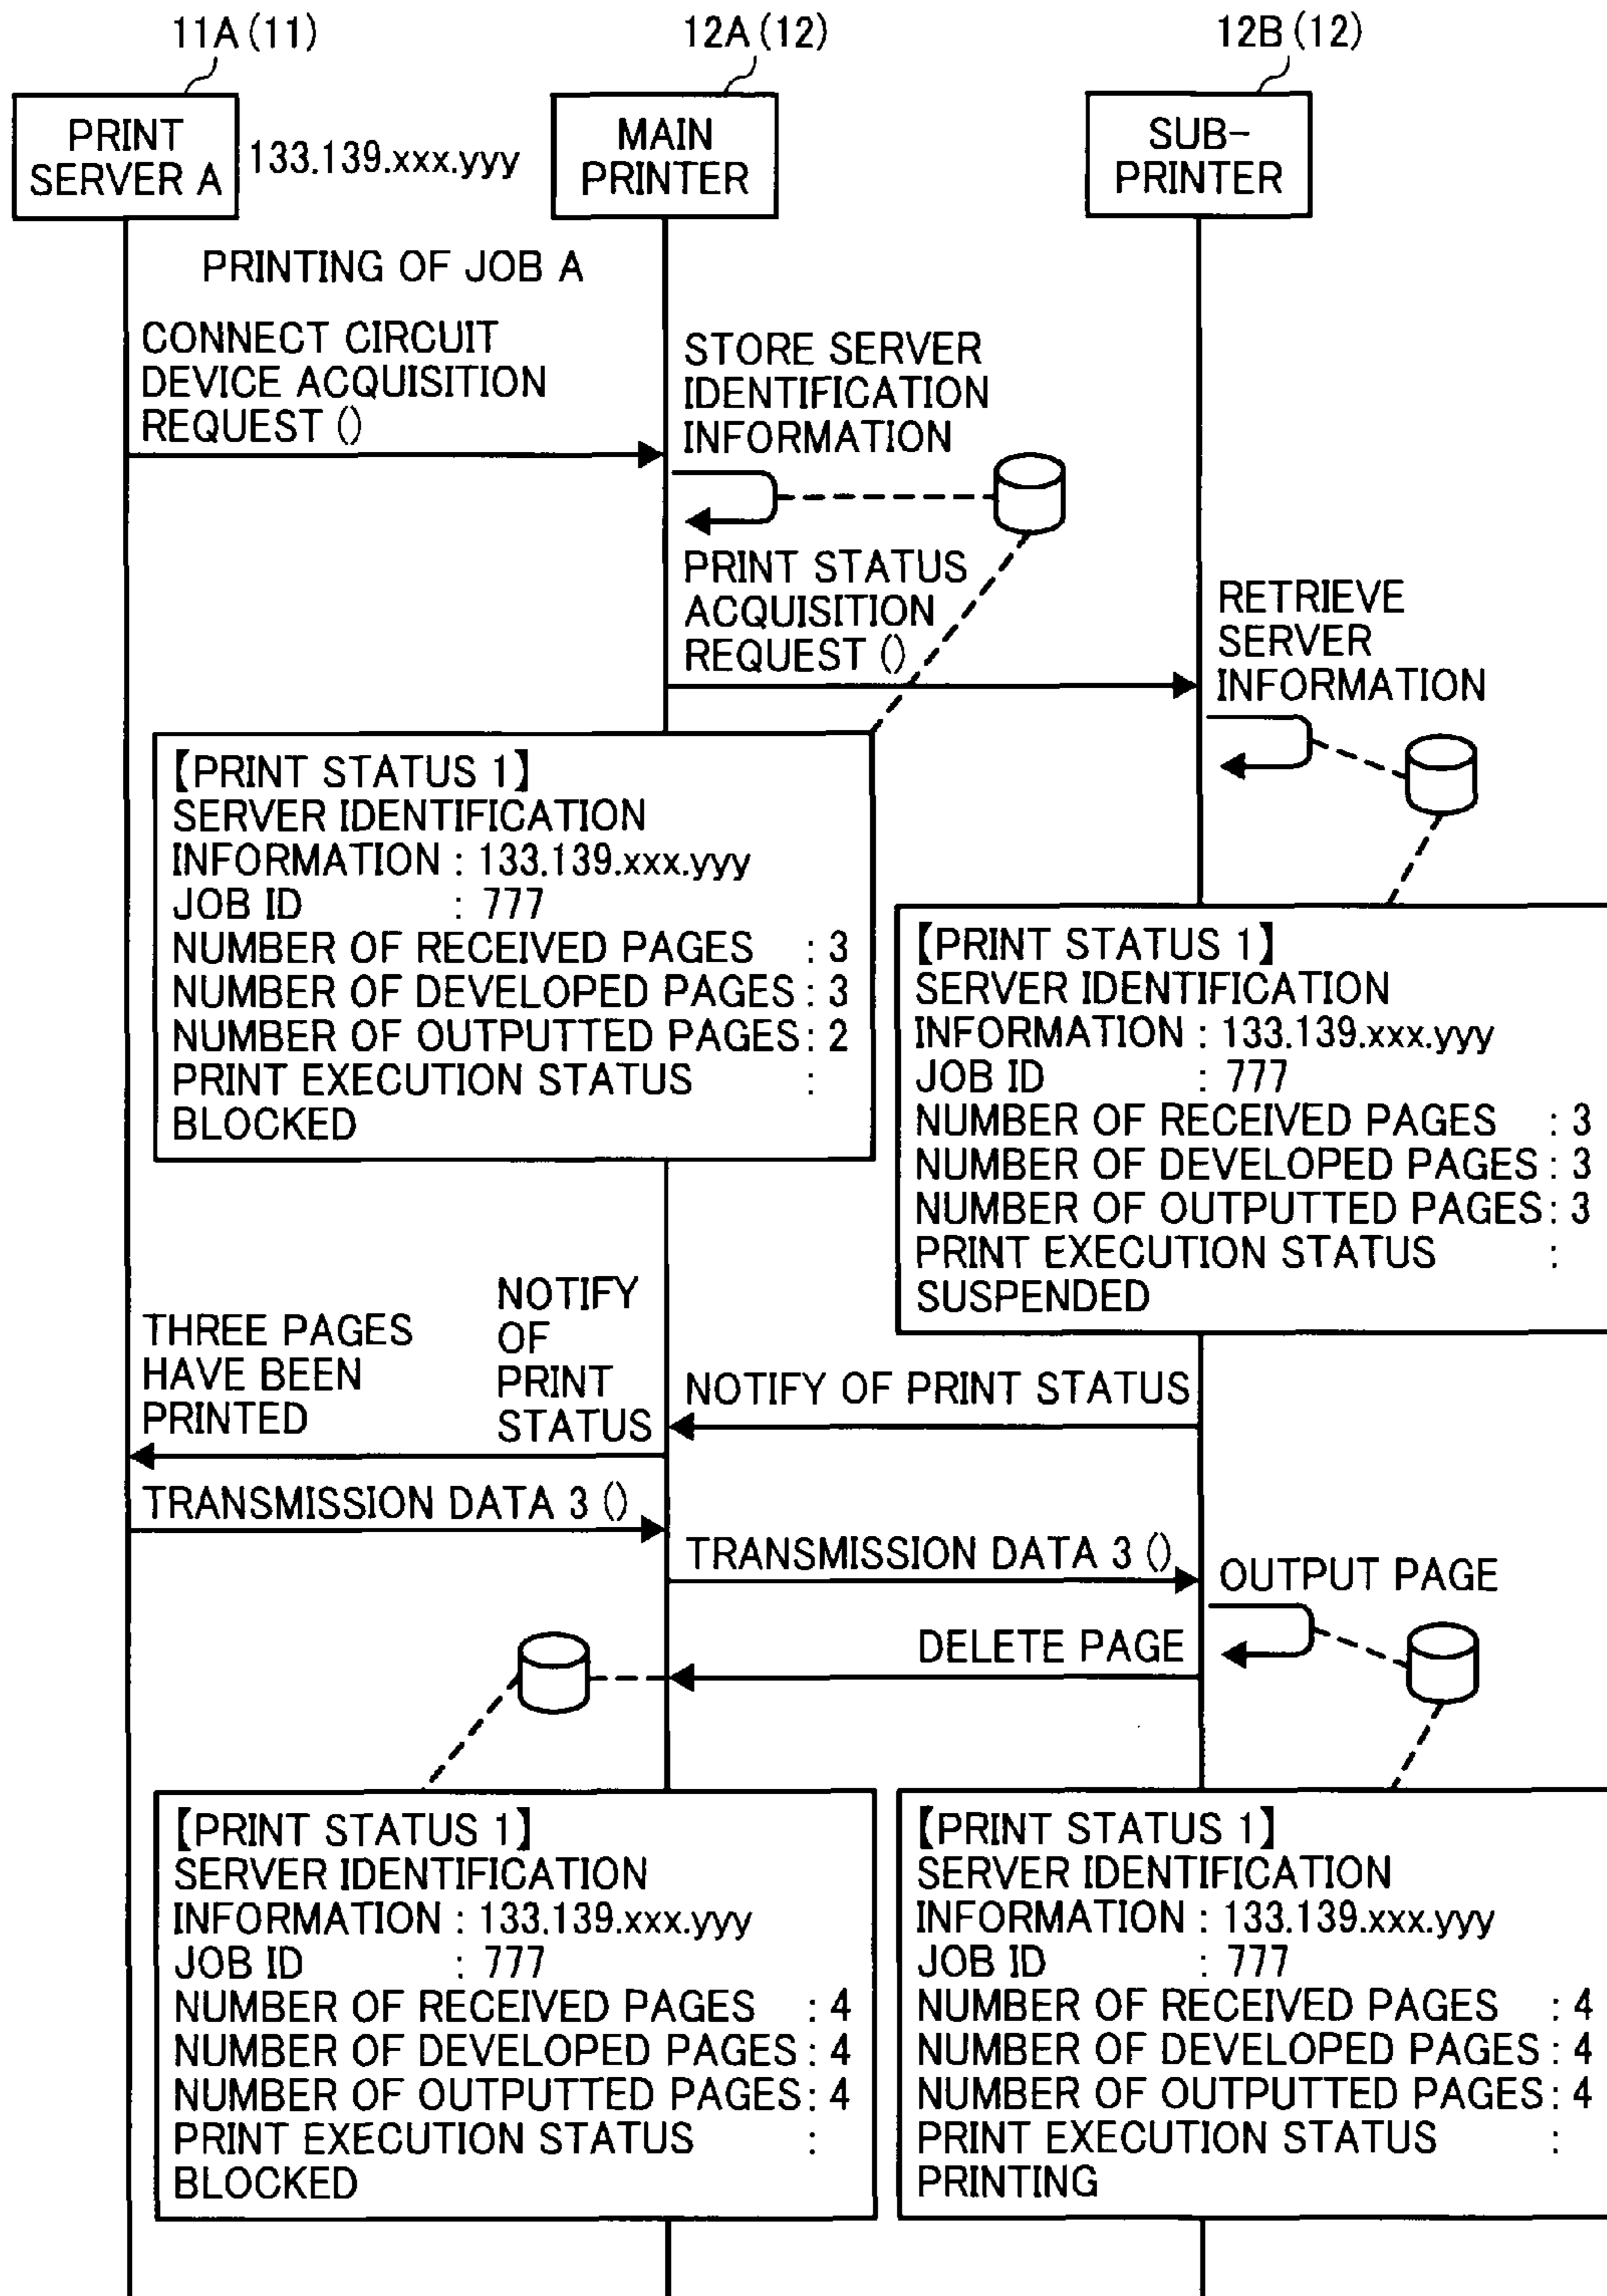 11A (11)
12A (12)
12B (12)
PRINT
SERVER A
133.139.xxx.yyy
MAIN
PRINTER
SUB-
PRINTER
PRINTING OF JOB A
CONNECT CIRCUIT
DEVICE ACQUISITION
REQUEST ()
STORE SERVER
IDENTIFICATION
INFORMATION
PRINT STATUS
ACQUISITION
REQUEST ()
RETRIEVE
SERVER
INFORMATION
【PRINT STATUS 1】
SERVER IDENTIFICATION
INFORMATION : 133.139.xxx.yyy
JOB ID : 777
NUMBER OF RECEIVED PAGES : 3
NUMBER OF DEVELOPED PAGES : 3
NUMBER OF OUTPUTTED PAGES : 2
PRINT EXECUTION STATUS :
BLOCKED
【PRINT STATUS 1】
SERVER IDENTIFICATION
INFORMATION : 133.139.xxx.yyy
JOB ID : 777
NUMBER OF RECEIVED PAGES : 3
NUMBER OF DEVELOPED PAGES : 3
NUMBER OF OUTPUTTED PAGES : 3
PRINT EXECUTION STATUS :
SUSPENDED
THREE PAGES
HAVE BEEN
PRINTED
NOTIFY
OF
PRINT
STATUS
NOTIFY OF PRINT STATUS
TRANSMISSION DATA 3 ()
TRANSMISSION DATA 3 ()
OUTPUT PAGE
DELETE PAGE
【PRINT STATUS 1】
SERVER IDENTIFICATION
INFORMATION : 133.139.xxx.yyy
JOB ID : 777
NUMBER OF RECEIVED PAGES : 4
NUMBER OF DEVELOPED PAGES : 4
NUMBER OF OUTPUTTED PAGES : 4
PRINT EXECUTION STATUS :
BLOCKED
【PRINT STATUS 1】
SERVER IDENTIFICATION
INFORMATION : 133.139.xxx.yyy
JOB ID : 777
NUMBER OF RECEIVED PAGES : 4
NUMBER OF DEVELOPED PAGES : 4
NUMBER OF OUTPUTTED PAGES : 4
PRINT EXECUTION STATUS :
PRINTING